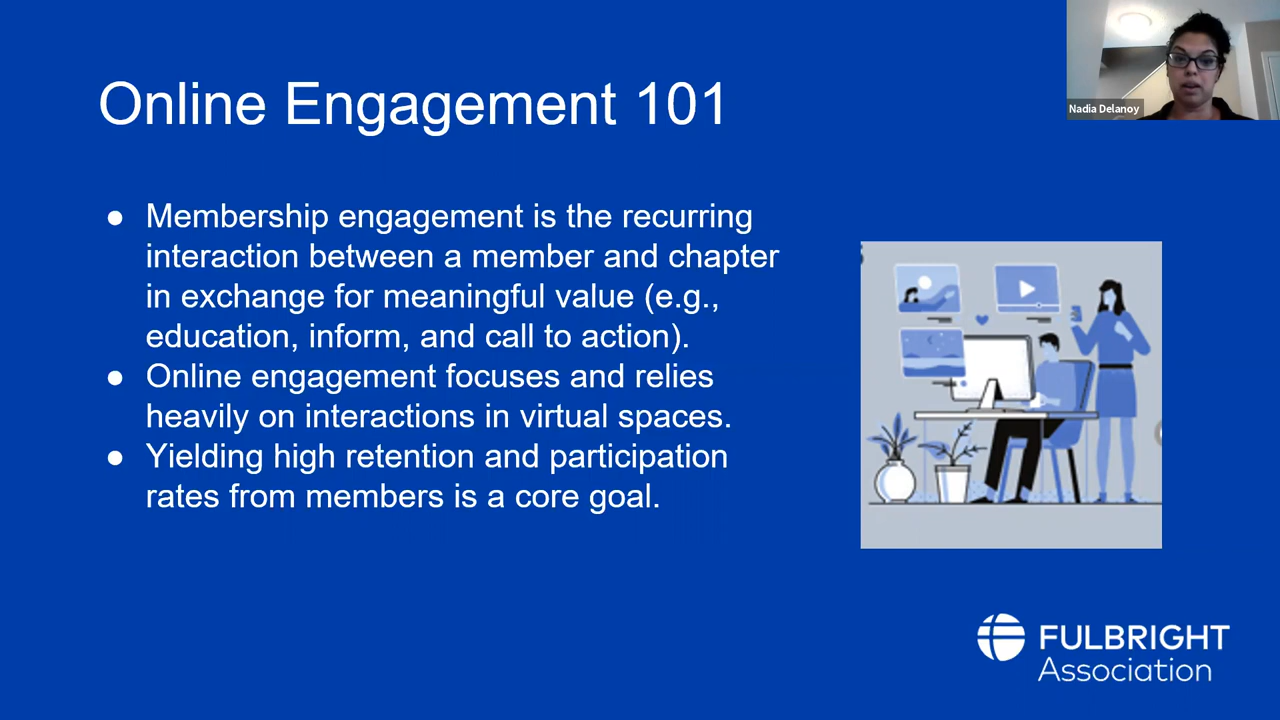 Online Engagement 101
Nadia Delanoy
● Membership engagement is the recurring
interaction between a member and chapter
in exchange for meaningful value (e.g.,
education, inform, and call to action).
● Online engagement focuses and relies
heavily on interactions in virtual spaces.
● Yielding high retention and participation
rates from members is a core goal.
FULBRIGHT
Association